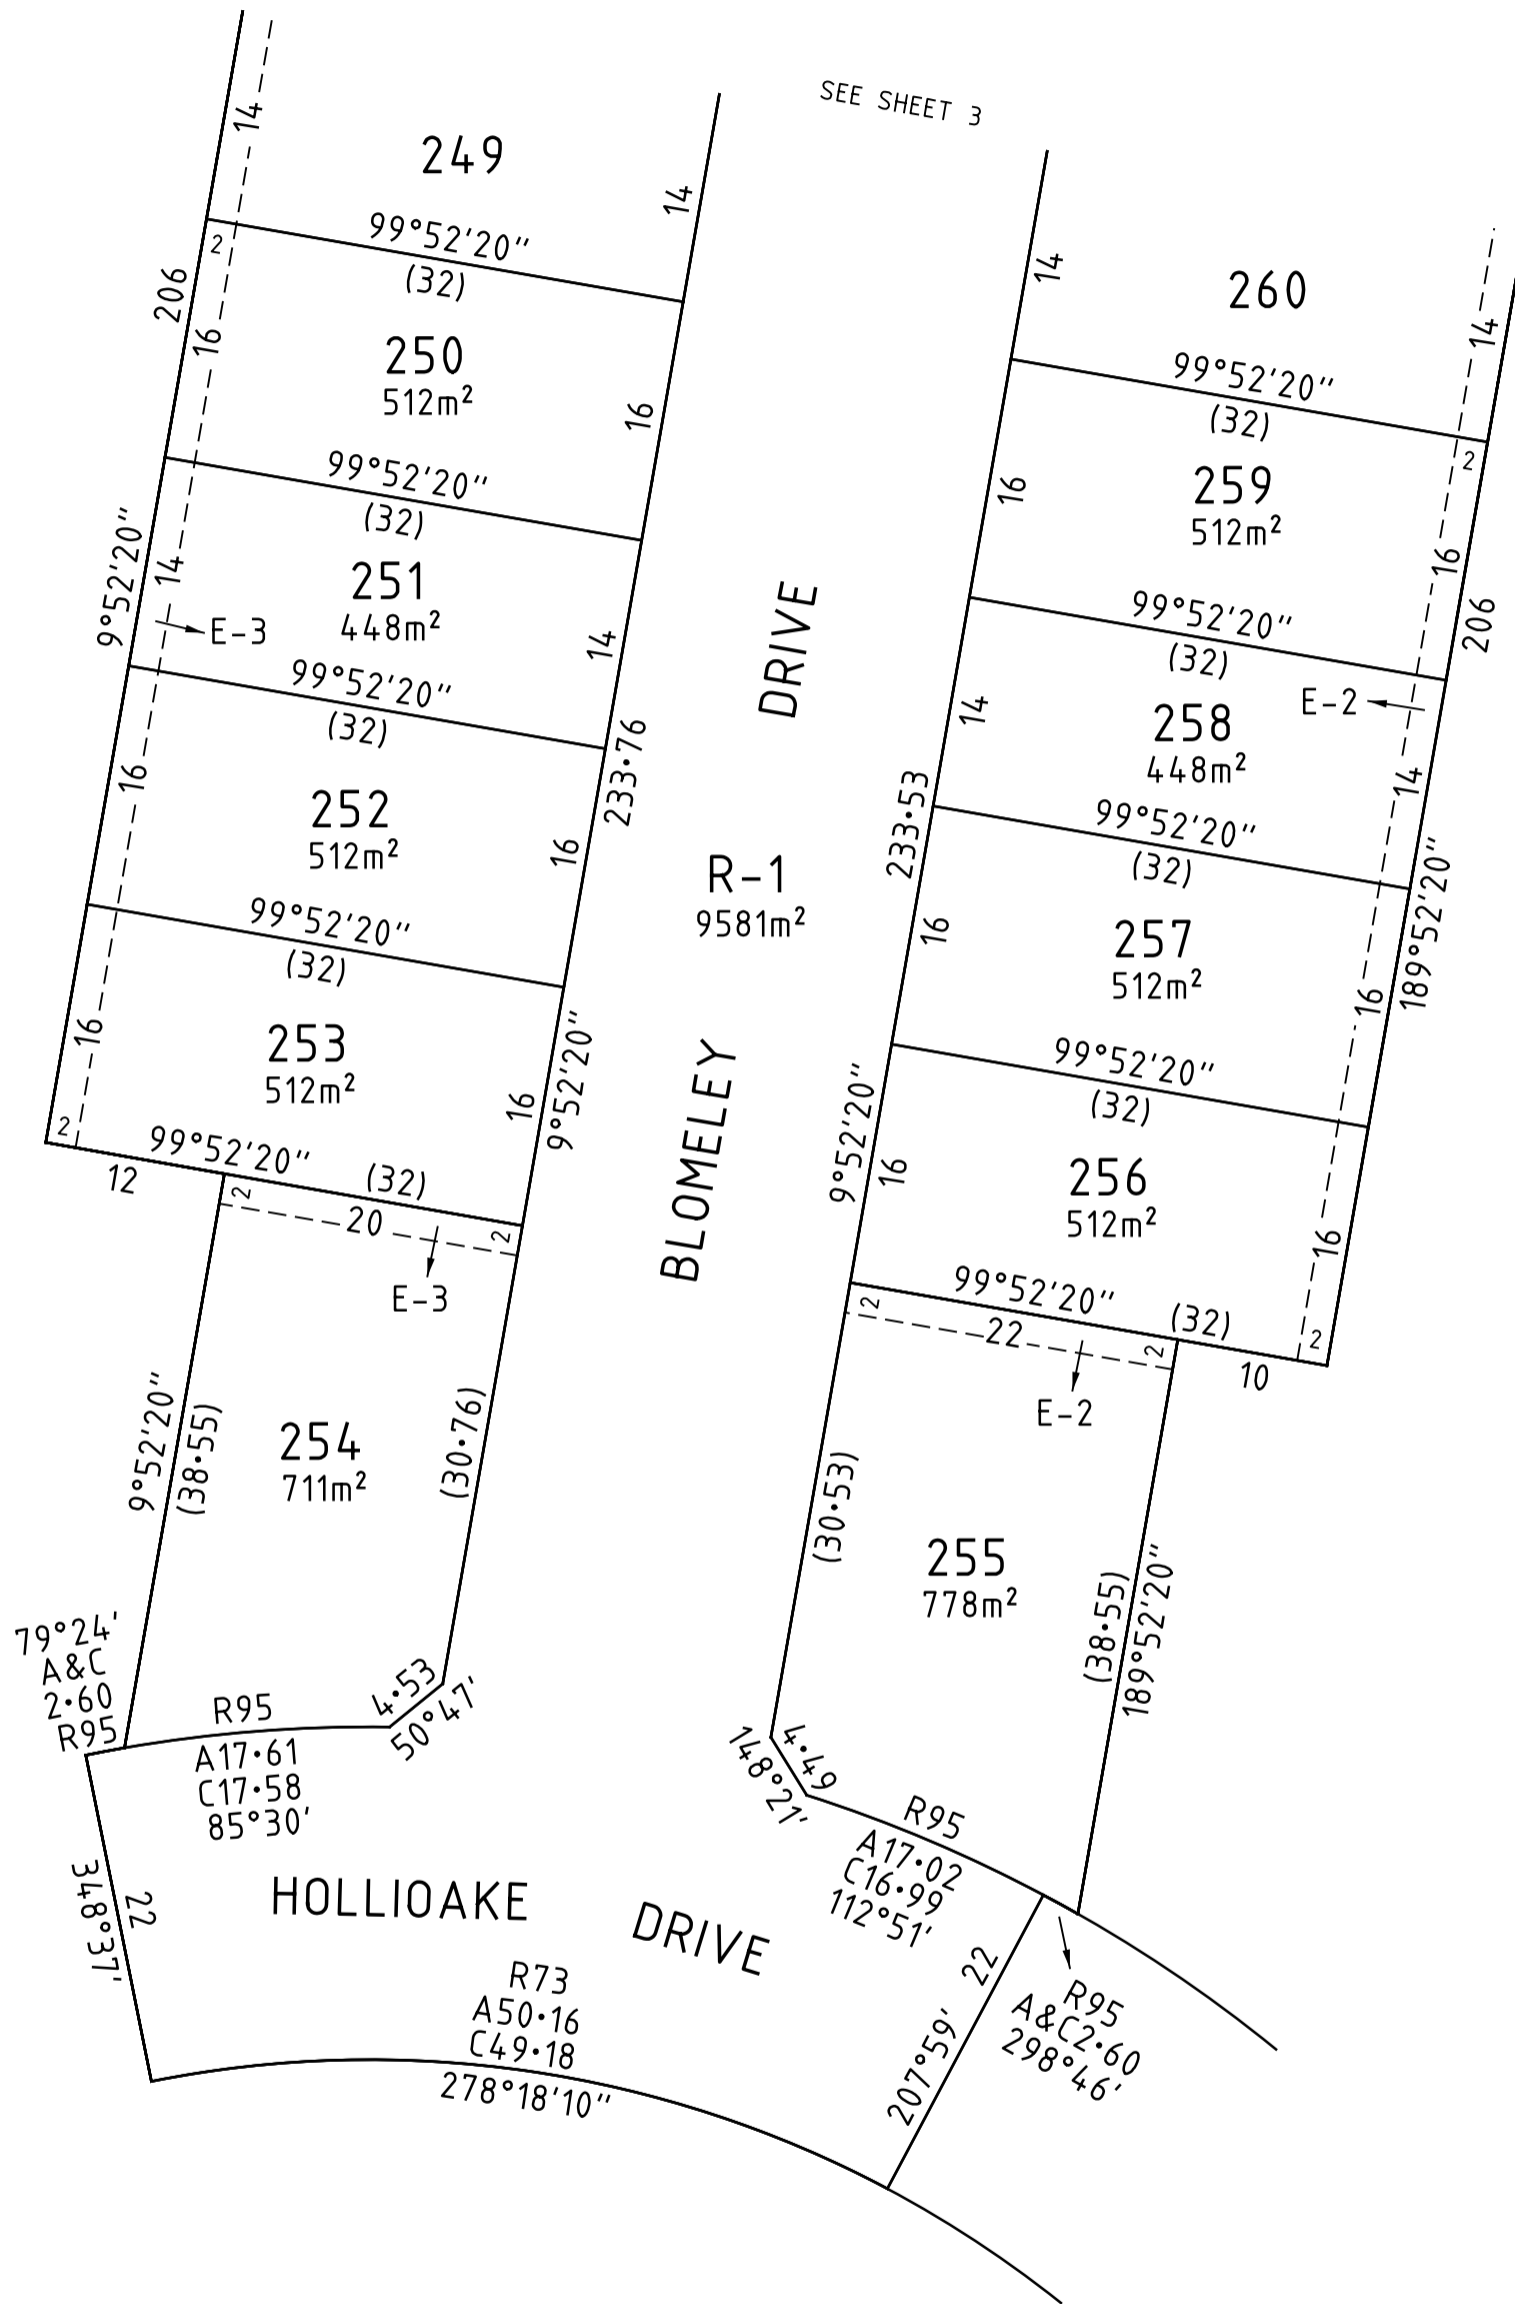 SEE SHEET 3
14
249
14
99°52'20"
(32)
2
206
16
250
512m²
16
99°52'20"
(32)
9°52'20"
14
251
448m²
14
E-3
99°52'20"
(32)
16
252
512m²
233·76
16
99°52'20"
(32)
16
253
512m²
16
9°52'20"
2
99°52'20"
(32)
12
2
20
2
E-3
9°52'20"
(38·55)
254
711m²
(30·76)
79°24'
A&C
2·60
R95
R95
A17·61
C17·58
85°30'
4·53
50°47'
DRIVE
R-1
9581m²
BLOMELEY
14
260
14
99°52'20"
(32)
2
16
259
512m²
16
206
99°52'20"
(32)
E-2
14
258
448m²
14
233·53
99°52'20"
(32)
189°52'20"
16
257
512m²
16
99°52'20"
(32)
9°52'20"
16
256
512m²
16
99°52'20"
(32)
2
10
2
22
2
E-2
(30·53)
255
778m²
(38·55)
189°52'20"
4·49
148°21'
R95
A17·02
C16·99
112°51'
348°37'
22
HOLLIOAKE
DRIVE
R73
A50·16
C49·18
278°18'10"
22
207°59'
R95
A&C2·60
298°46'